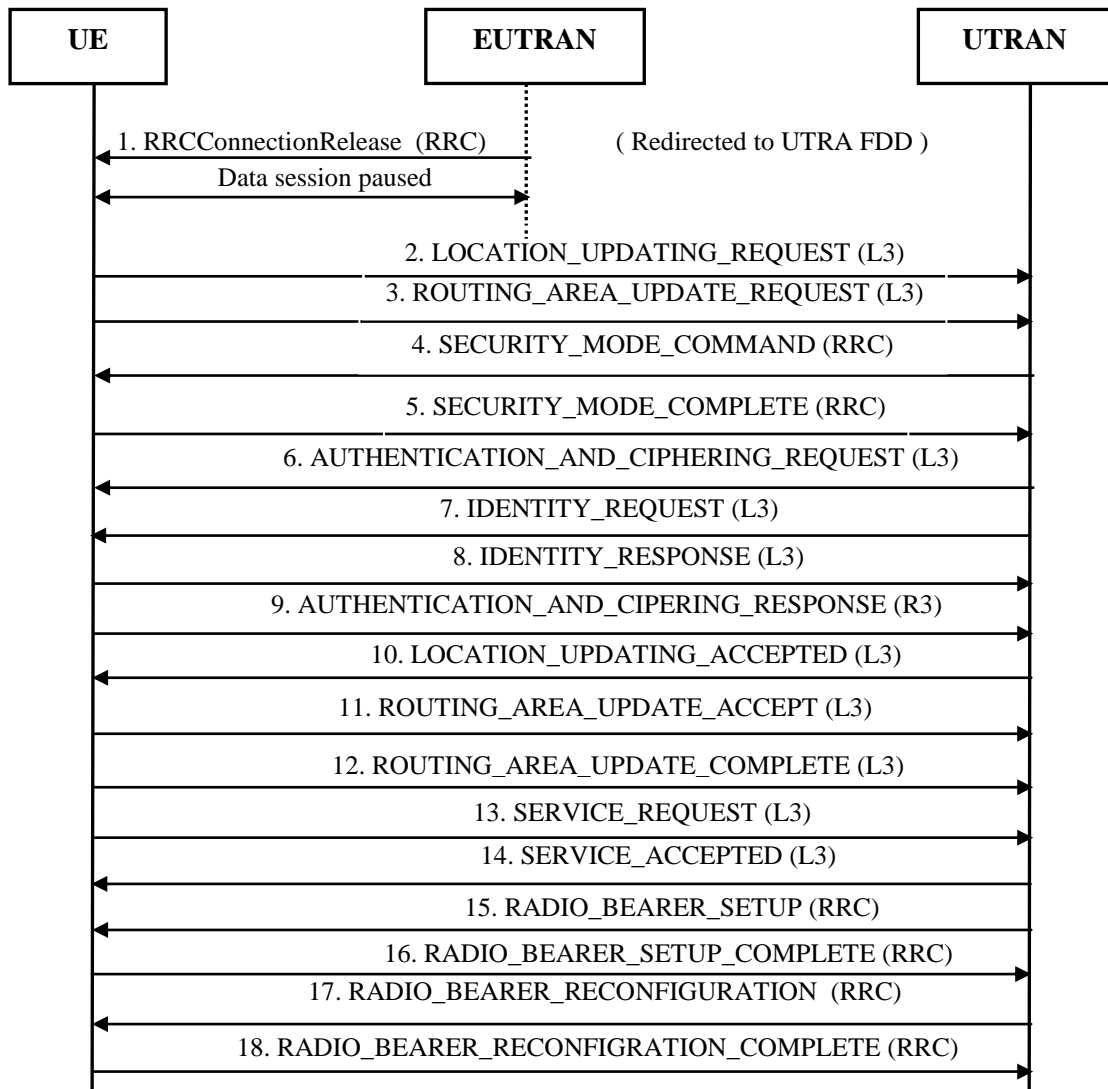 UE EUTRAN UTRAN
1. RRCConnectionRelease (RRC) ( Redirected to UTRA FDD )
Data session paused
2. LOCATION_UPDATING_REQUEST (L3)
3. ROUTING_AREA_UPDATE_REQUEST (L3)
4. SECURITY_MODE_COMMAND (RRC)
5. SECURITY_MODE_COMPLETE (RRC)
6. AUTHENTICATION_AND_CIPHERING_REQUEST (L3)
7. IDENTITY_REQUEST (L3)
8. IDENTITY_RESPONSE (L3)
9. AUTHENTICATION_AND_CIPERING_RESPONSE (R3)
10. LOCATION_UPDATING_ACCEPTED (L3)
11. ROUTING_AREA_UPDATE_ACCEPT (L3)
12. ROUTING_AREA_UPDATE_COMPLETE (L3)
13. SERVICE_REQUEST (L3)
14. SERVICE_ACCEPTED (L3)
15. RADIO_BEARER_SETUP (RRC)
16. RADIO_BEARER_SETUP_COMPLETE (RRC)
17. RADIO_BEARER_RECONFIGURATION (RRC)
18. RADIO_BEARER_RECONFIGRATION_COMPLETE (RRC)